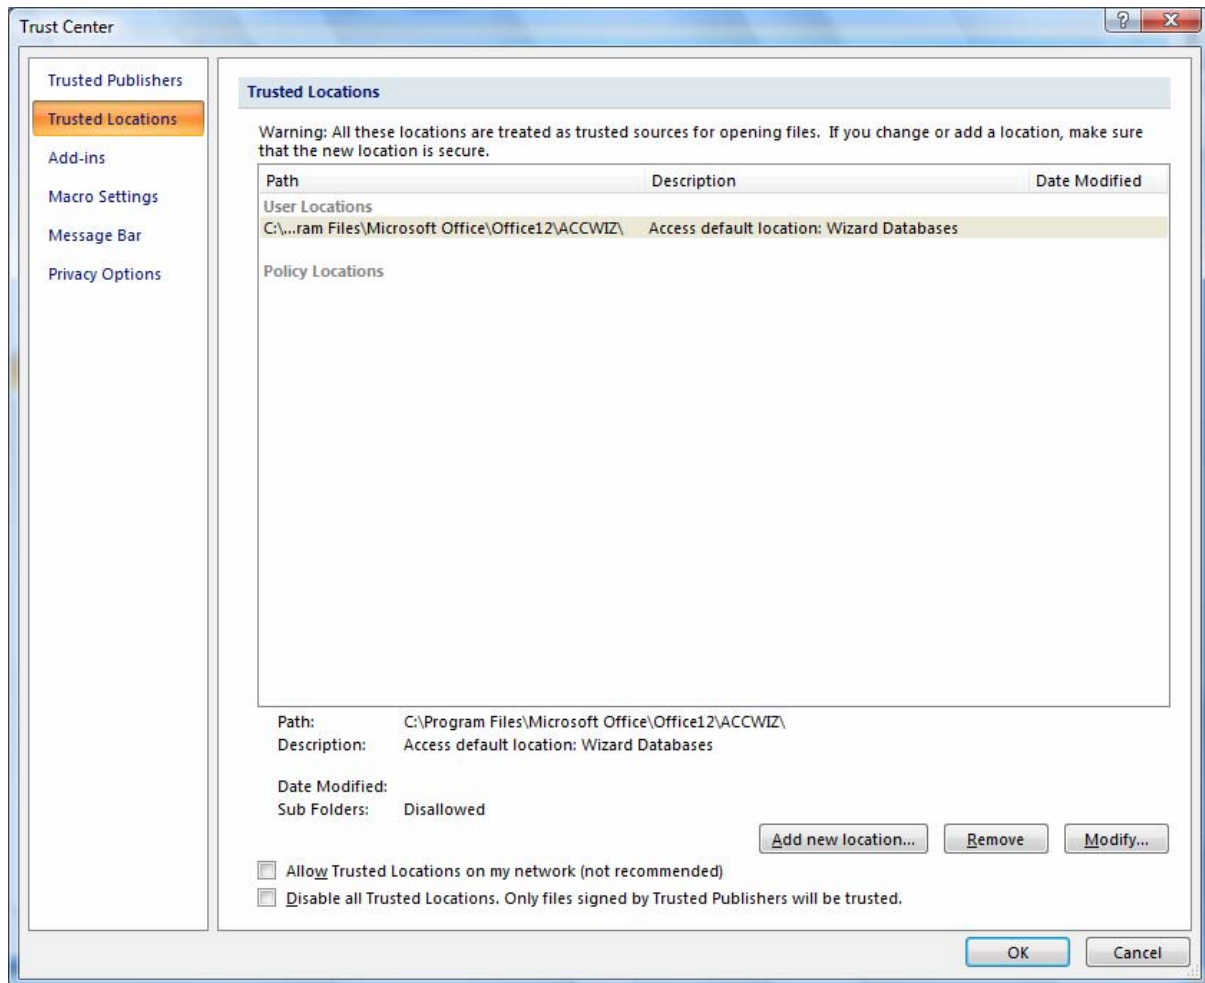 Trust Center
Trusted Publishers
Trusted Locations
Add-ins
Macro Settings
Message Bar
Privacy Options
Trusted Locations
Warning: All these locations are treated as trusted sources for opening files.  If you change or add a location, make sure
that the new location is secure.
Path Description Date Modified
User Locations
C:\...ram Files\Microsoft Office\Office12\ACCWIZ\ Access default location: Wizard Databases
Policy Locations
Path: C:\Program Files\Microsoft Office\Office12\ACCWIZ\
Description: Access default location: Wizard Databases
Date Modified:
Sub Folders: Disallowed
Add new location... Remove Modify...
Allow Trusted Locations on my network (not recommended)
Disable all Trusted Locations. Only files signed by Trusted Publishers will be trusted.
OK Cancel